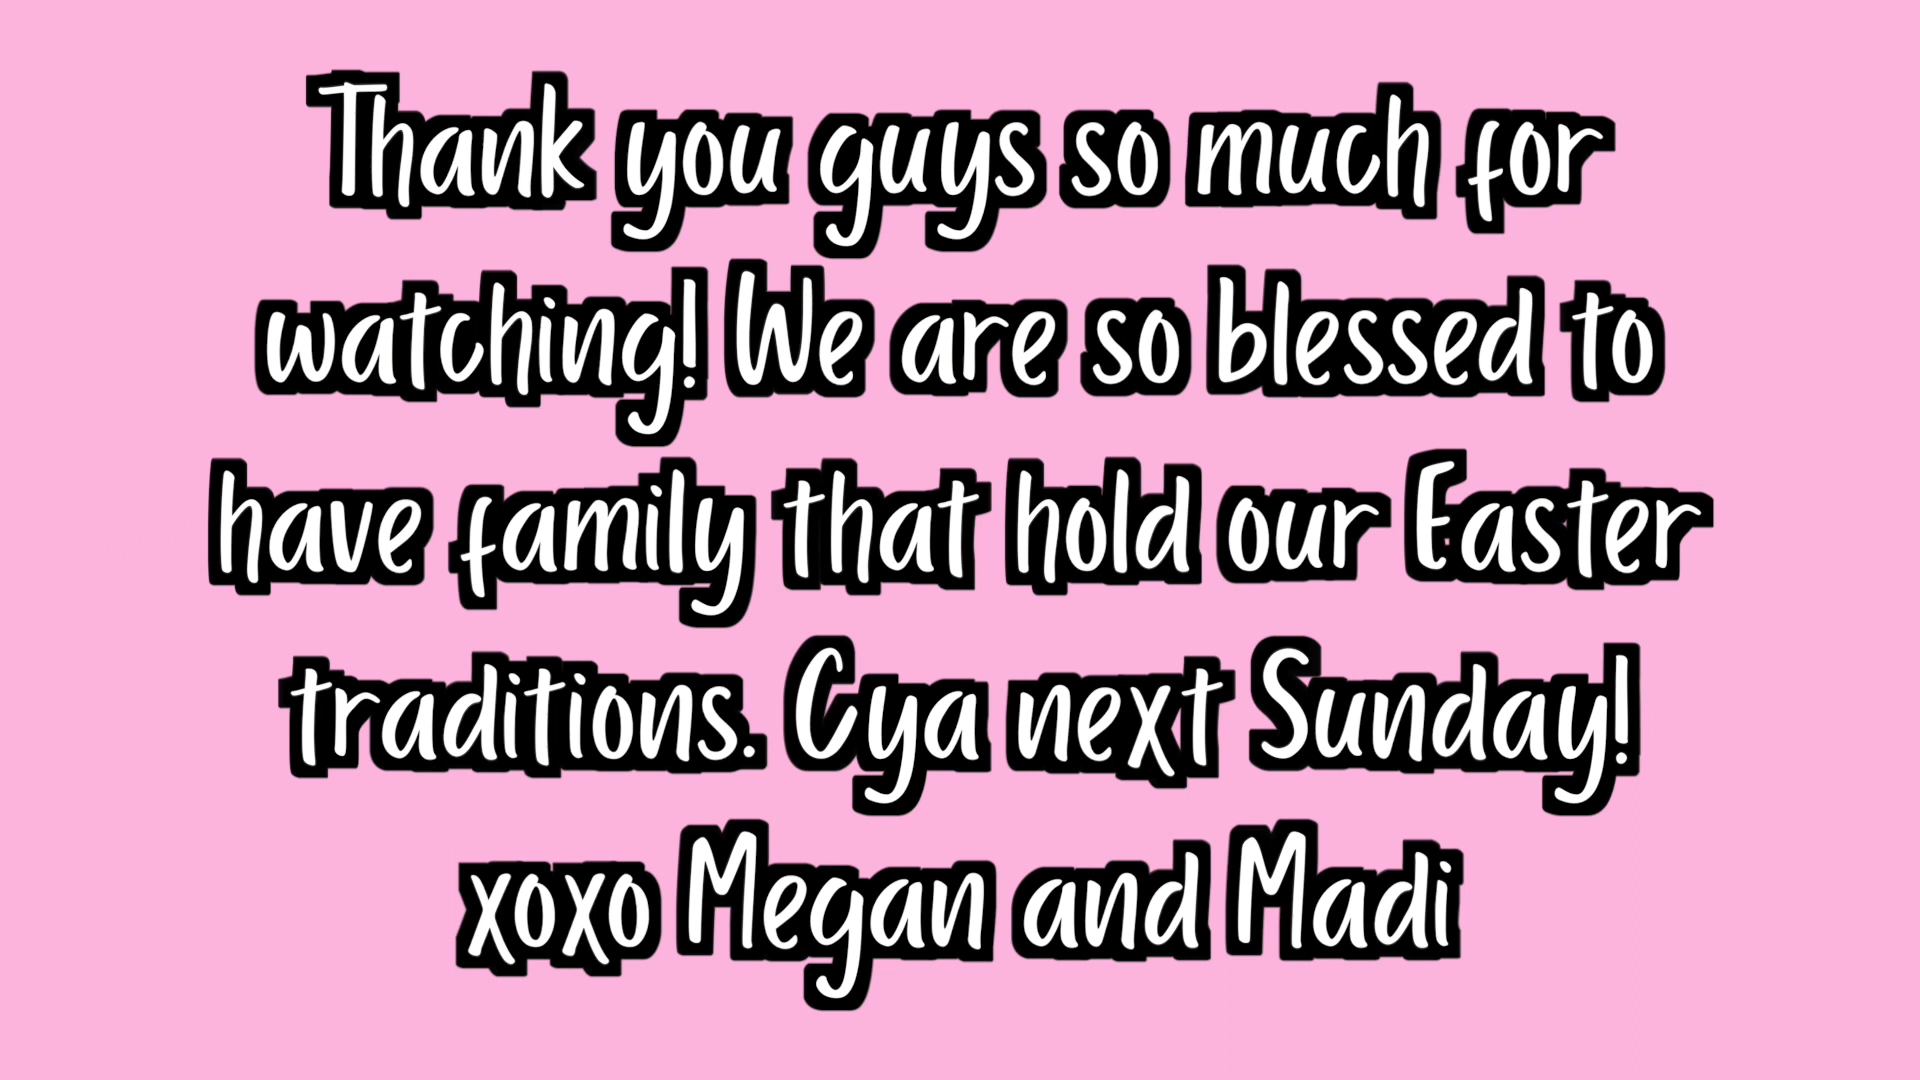 Thank you guys so much for
watching! We are so blessed to
have family that hold our Easter
traditions. Cya next Sunday!
xoxo Megan and Madi